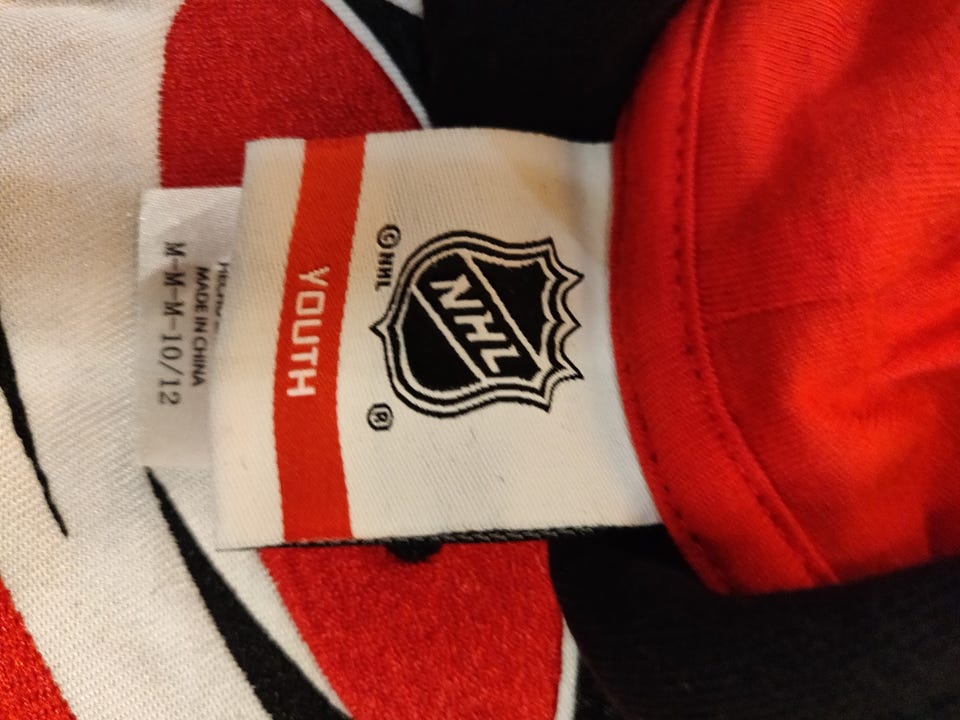 ©NHL
NHL
®
YOUTH
MADE IN CHINA
M-M-M-10/12